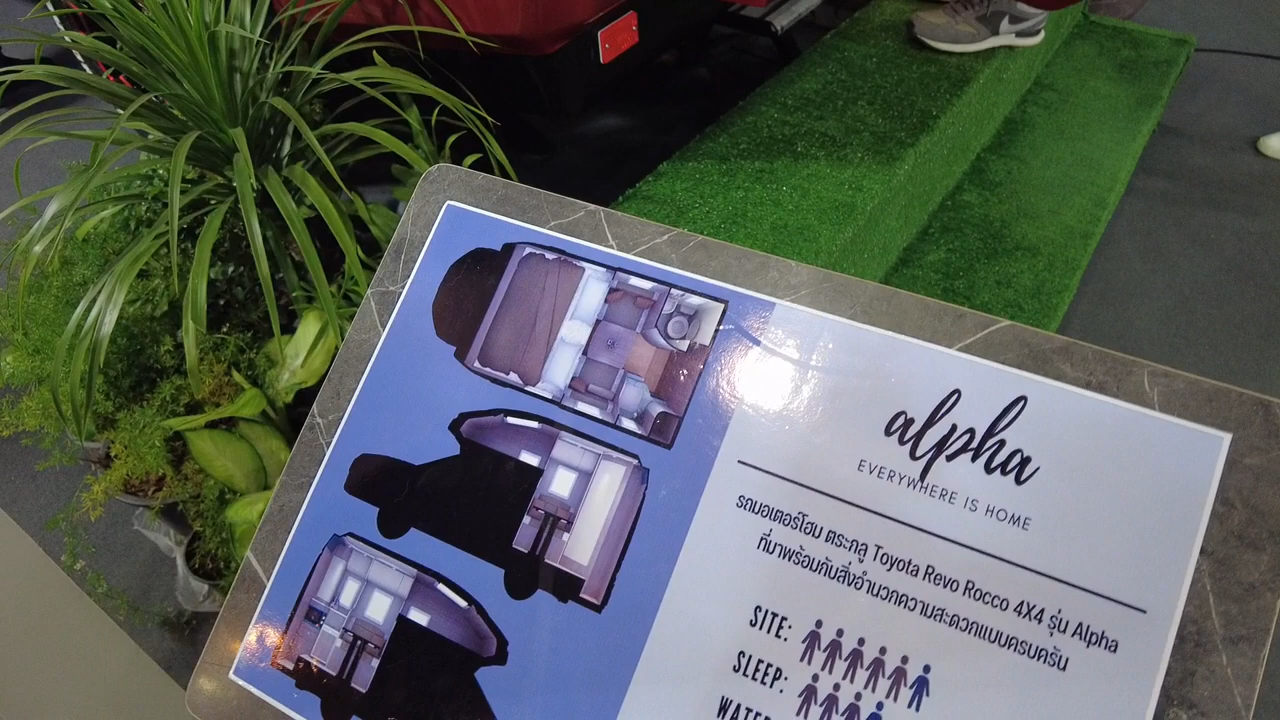 alpha
EVERYWHERE IS HOME
รถมอเตอร์โฮม ตระกลู Toyota Revo Rocco 4X4 รุ่น Alpha
ที่มาพร้อมกับสิ่งอำนวกความสะดวกแบบครบครัน
SITE:
SLEEP:
WATER